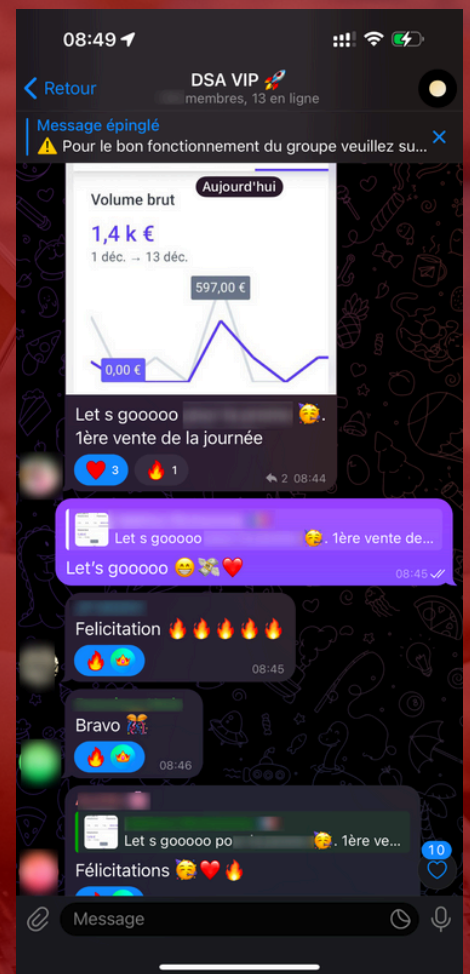 08:49
Retour
DSA VIP 🚀
membres, 13 en ligne
Message épinglé
⚠️ Pour le bon fonctionnement du groupe veuillez su...
Aujourd'hui
Volume brut
1,4 k €
1 déc. → 13 déc.
597,00 €
0,00 €
Let s gooooo 🥳.
1ère vente de la journée
❤️ 3 🔥 1
2 08:44
Let s gooooo 🥳. 1ère vente de...
Let's gooooo 😁💸❤️
08:45
Felicitation 🔥🔥🔥🔥🔥
08:45
Bravo 🎊
08:46
Let s gooooo po 🥳. 1ère ve...
Félicitations 🥳❤️🔥
10
Message